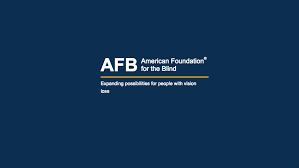 AFB American Foundation®
for the Blind
Expanding possibilities for people with vision
loss